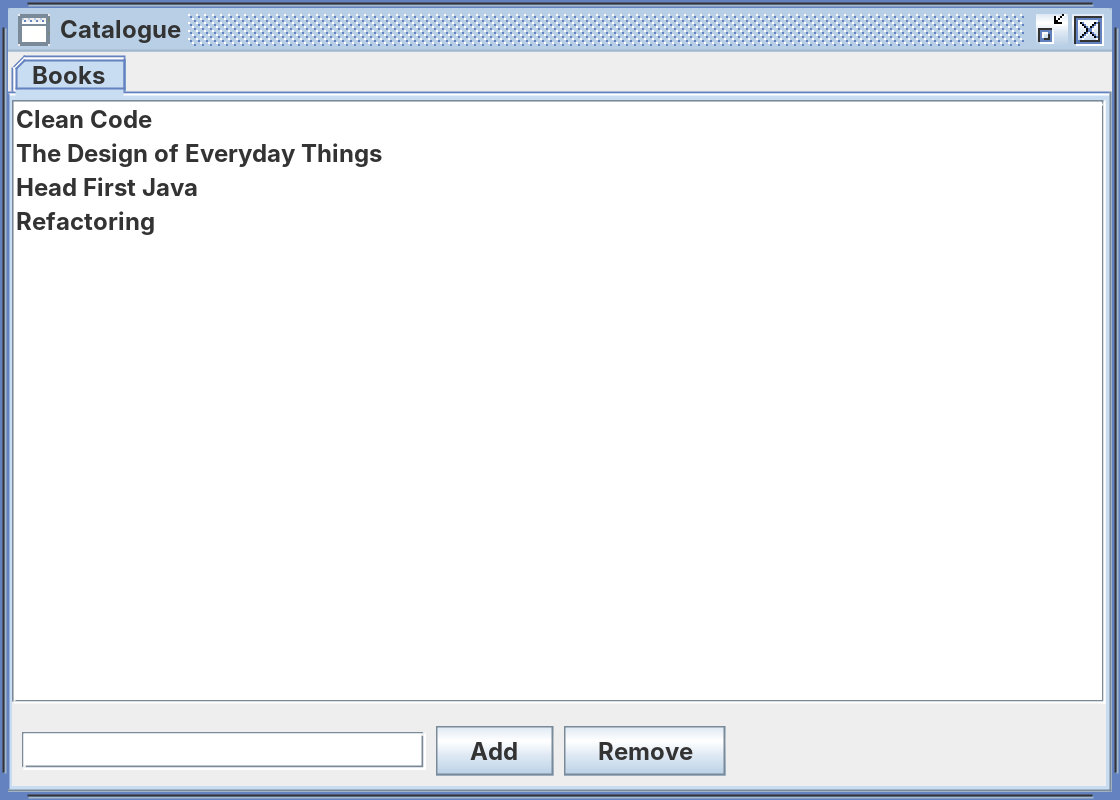 Catalogue
Books
Clean Code
The Design of Everyday Things
Head First Java
Refactoring
Add Remove